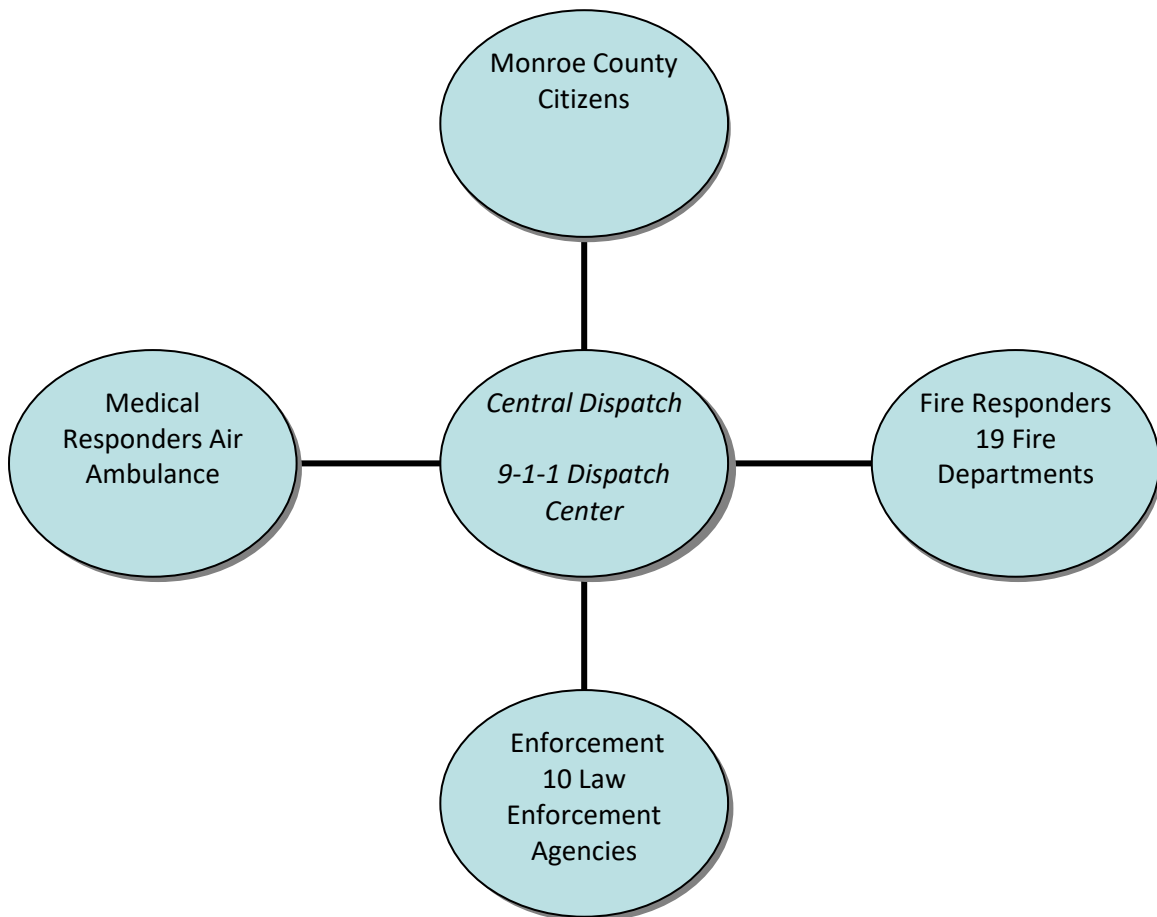 Monroe County
Citizens
Medical
Responders Air
Ambulance
Central Dispatch
9-1-1 Dispatch
Center
Fire Responders
19 Fire
Departments
Enforcement
10 Law
Enforcement
Agencies